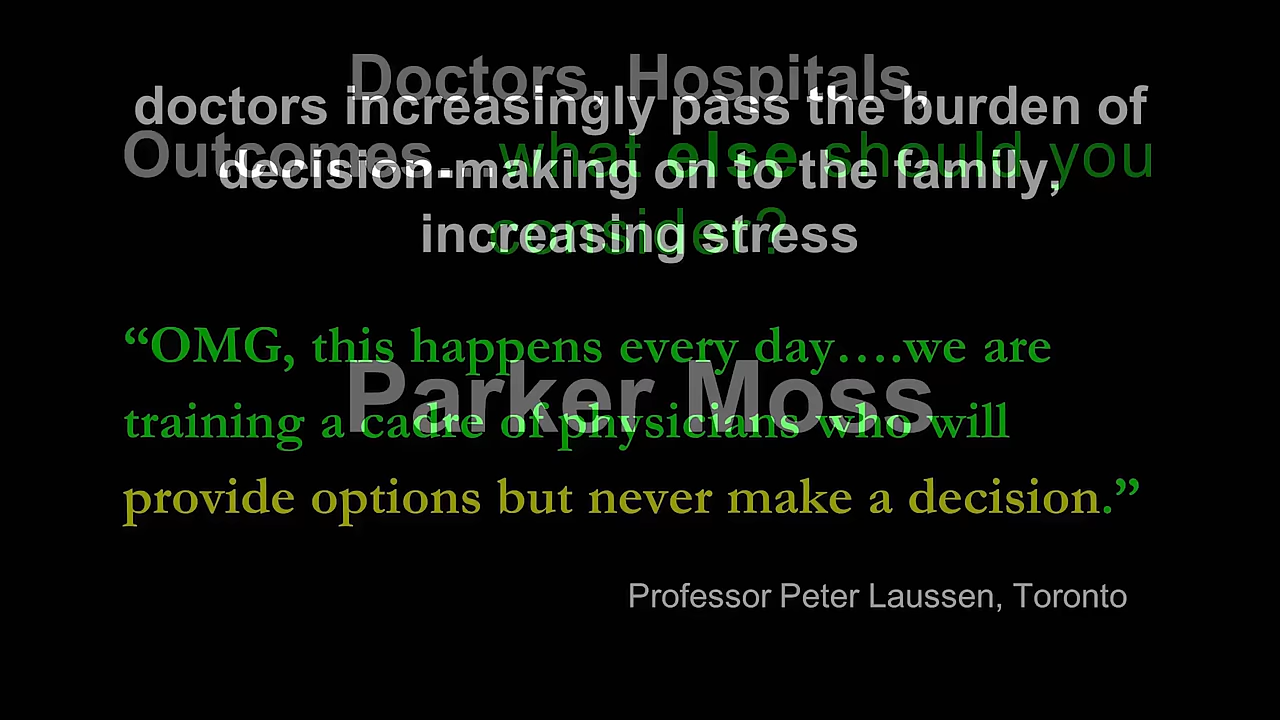 Doctors, Hospitals,
Outcomes...what else should you
consider?
Parker Moss
doctors increasingly pass the burden of
decision-making on to the family,
increasing stress
“OMG, this happens every day….we are
training a cadre of physicians who will
provide options but never make a decision.”
Professor Peter Laussen, Toronto